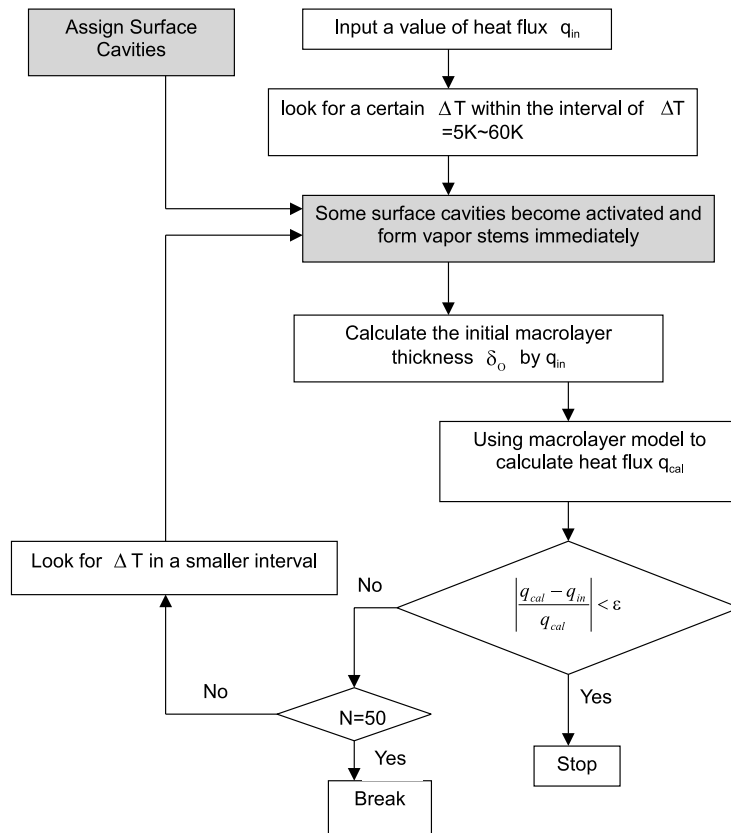 Assign Surface
Cavities
Input a value of heat flux q_in
look for a certain ΔT within the interval of ΔT
=5K~60K
Some surface cavities become activated and
form vapor stems immediately
Calculate the initial macrolayer
thickness δ_o by q_in
Using macrolayer model to
calculate heat flux q_cal
Look for ΔT in a smaller interval
No
|(q_cal − q_in) / q_cal| < ε
No
N=50
Yes
Yes
Stop
Break